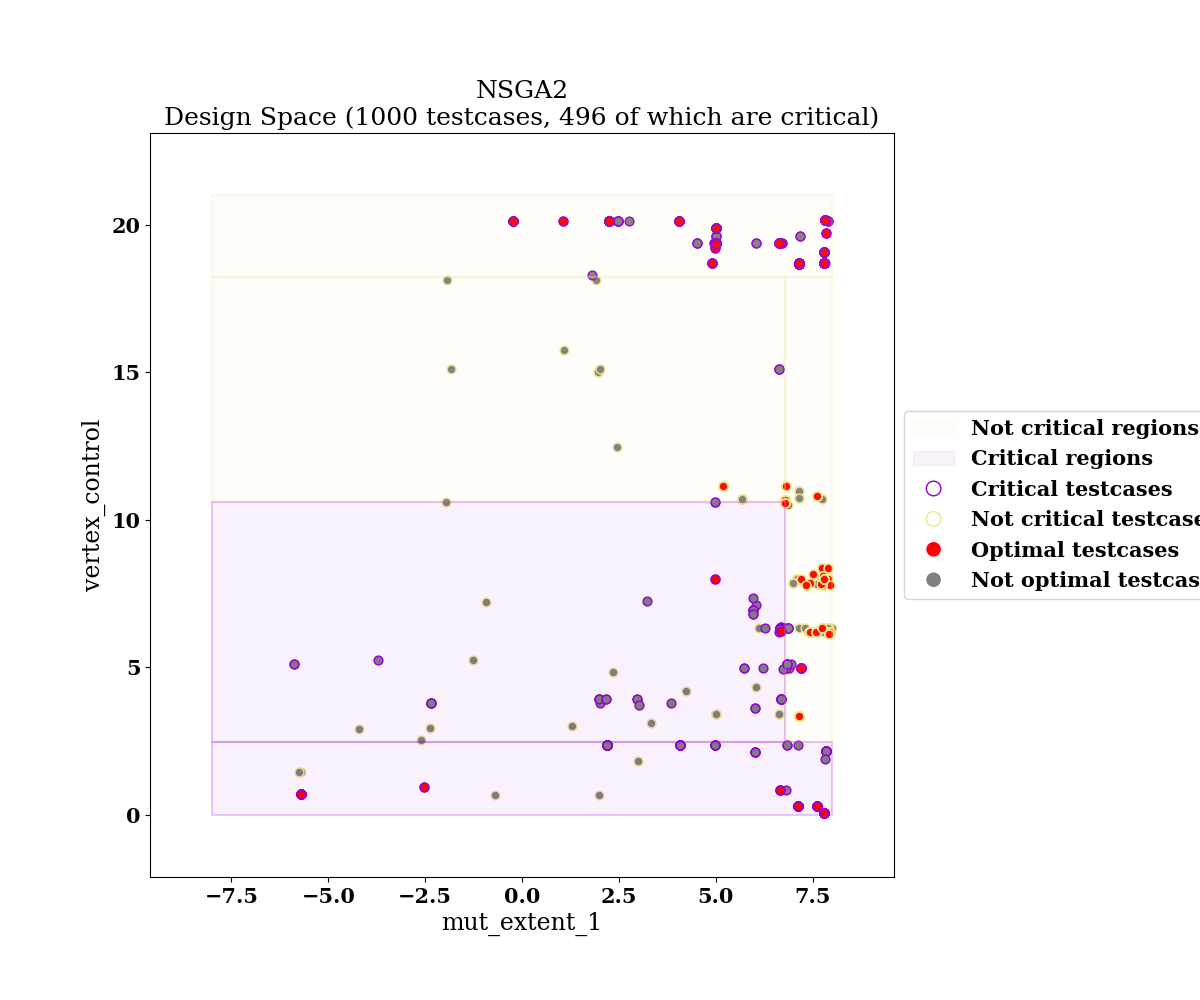 NSGA2
Design Space (1000 testcases, 496 of which are critical)
20
15
10
5
0
vertex_control
−7.5
−5.0
−2.5
0.0
2.5
5.0
7.5
mut_extent_1
Not critical regions
Critical regions
Critical testcases
Not critical testcase
Optimal testcases
Not optimal testcas